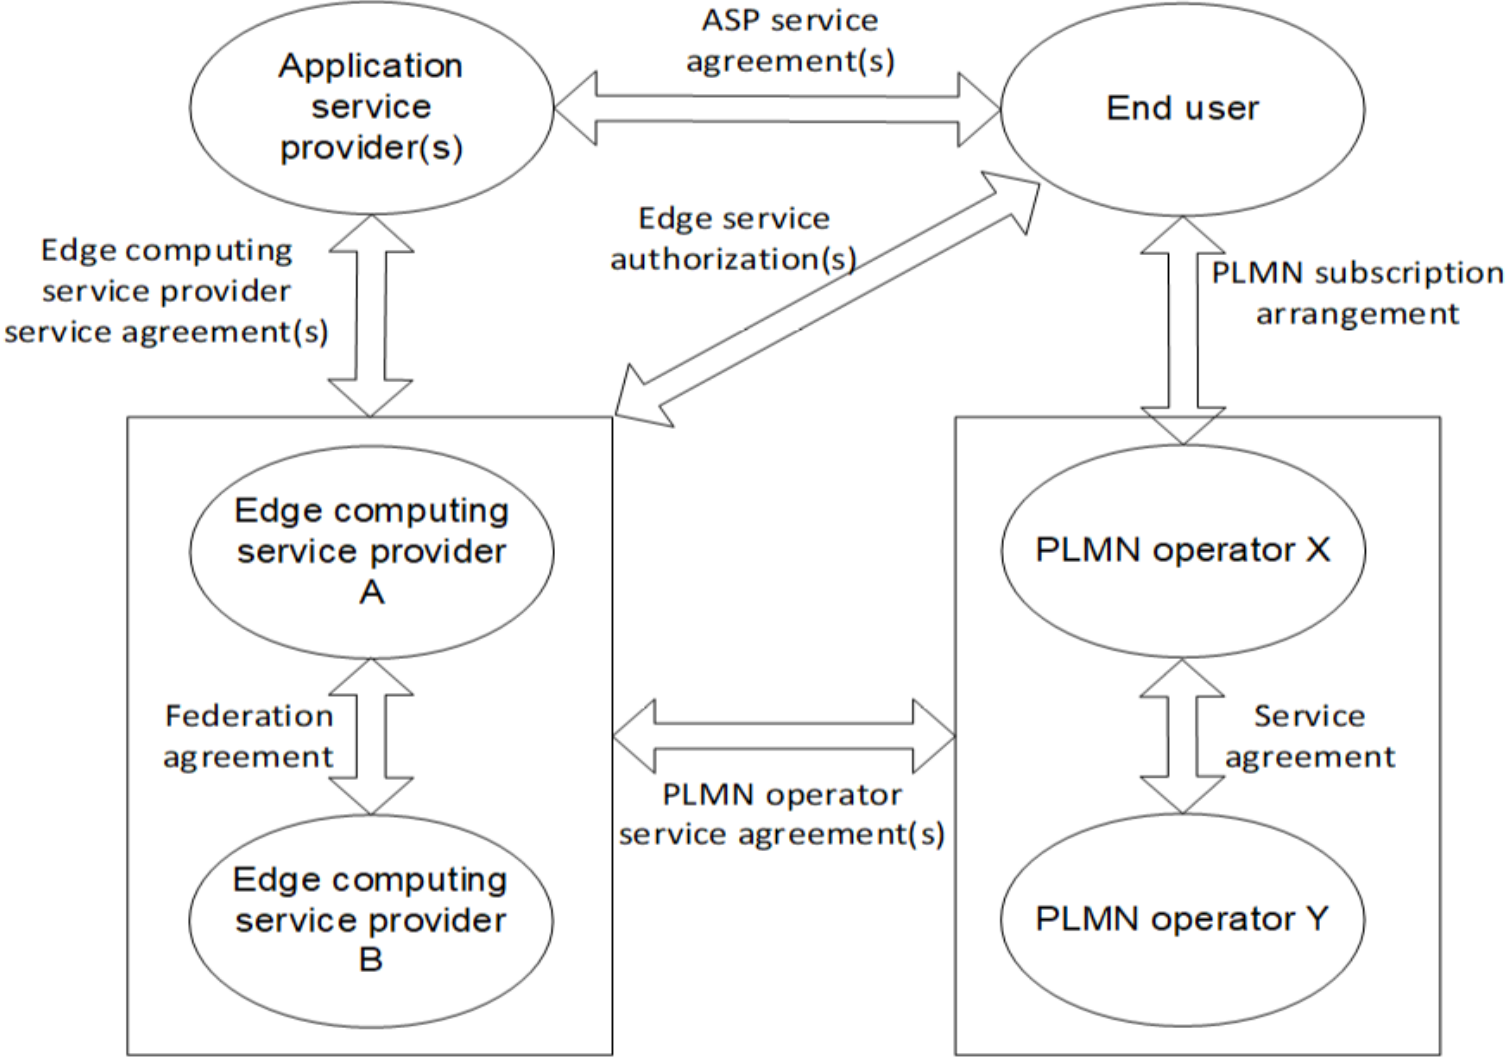 ASP service
agreement(s)
Application
service
provider(s)
End user
Edge service
authorization(s)
Edge computing
service provider
service agreement(s)
PLMN subscription
arrangement
Edge computing
service provider
A
PLMN operator X
Federation
agreement
Service
agreement
PLMN operator
service agreement(s)
Edge computing
service provider
B
PLMN operator Y